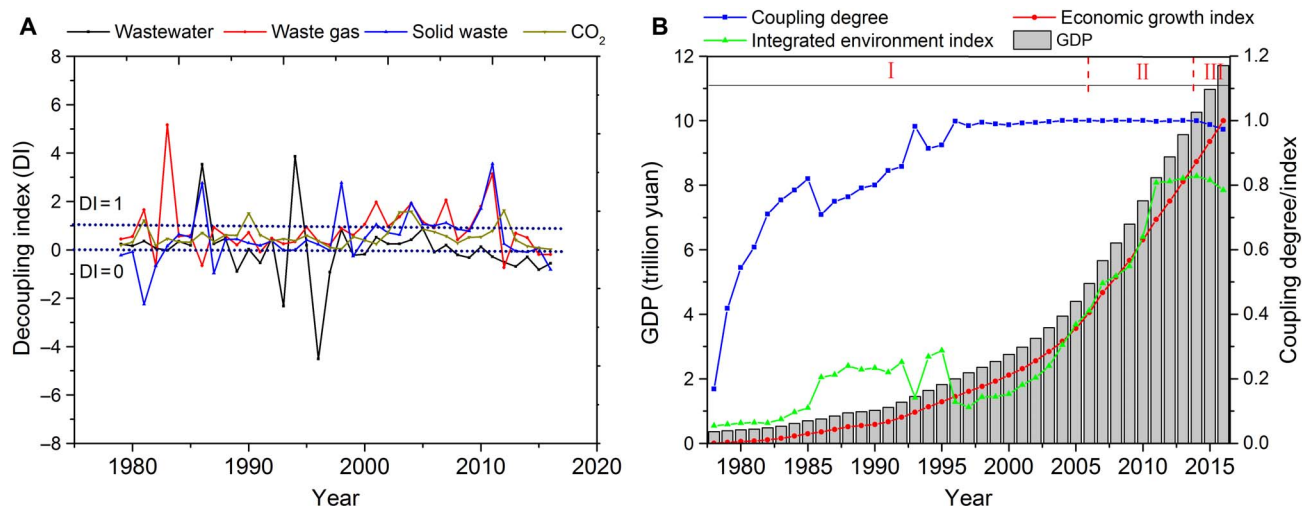 A
Wastewater Waste gas Solid waste CO₂
Decoupling index (DI)
8
6
4
2
0
−2
−4
−6
−8
DI = 1
DI = 0
1980 1990 2000 2010 2020
Year
B
Coupling degree Economic growth index
Integrated environment index GDP
GDP (trillion yuan)
12
10
8
6
4
2
0
I II III
1.2
1.0
0.8
0.6
0.4
0.2
0.0
Coupling degree/index
1980 1985 1990 1995 2000 2005 2010 2015
Year